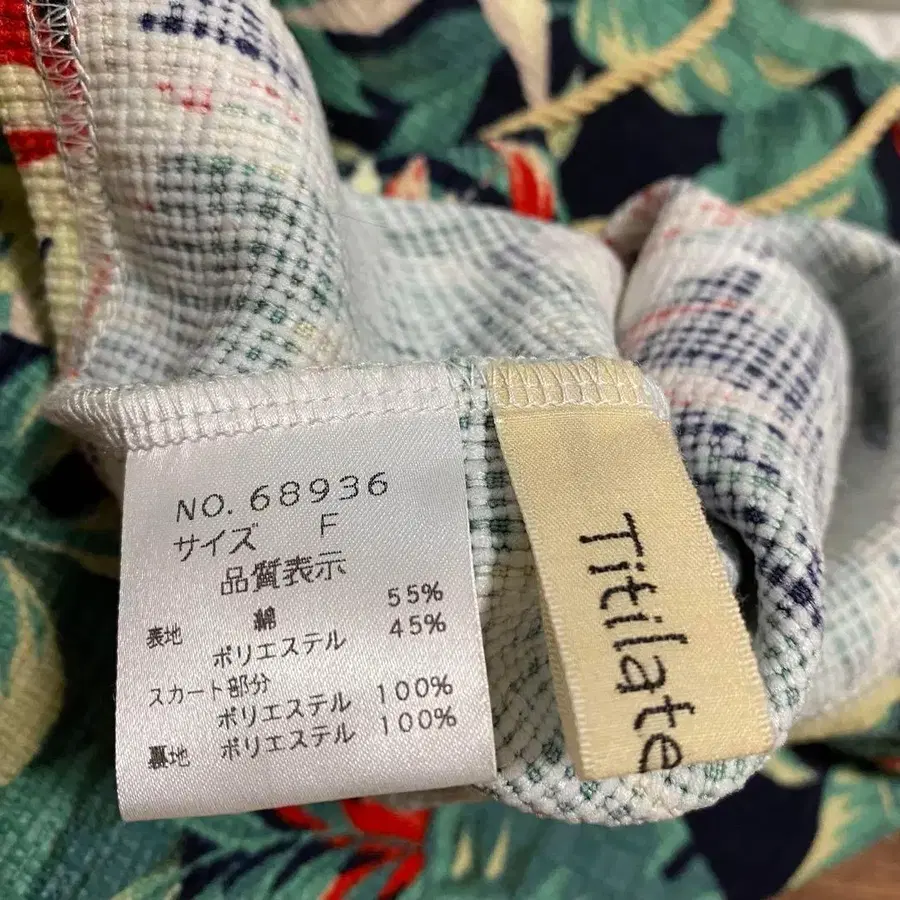 NO. 68936
サイズ F
品質表示
表地 綿 55%
ポリエステル 45%
スカート部分
ポリエステル 100%
裏地 ポリエステル 100%
Titilate